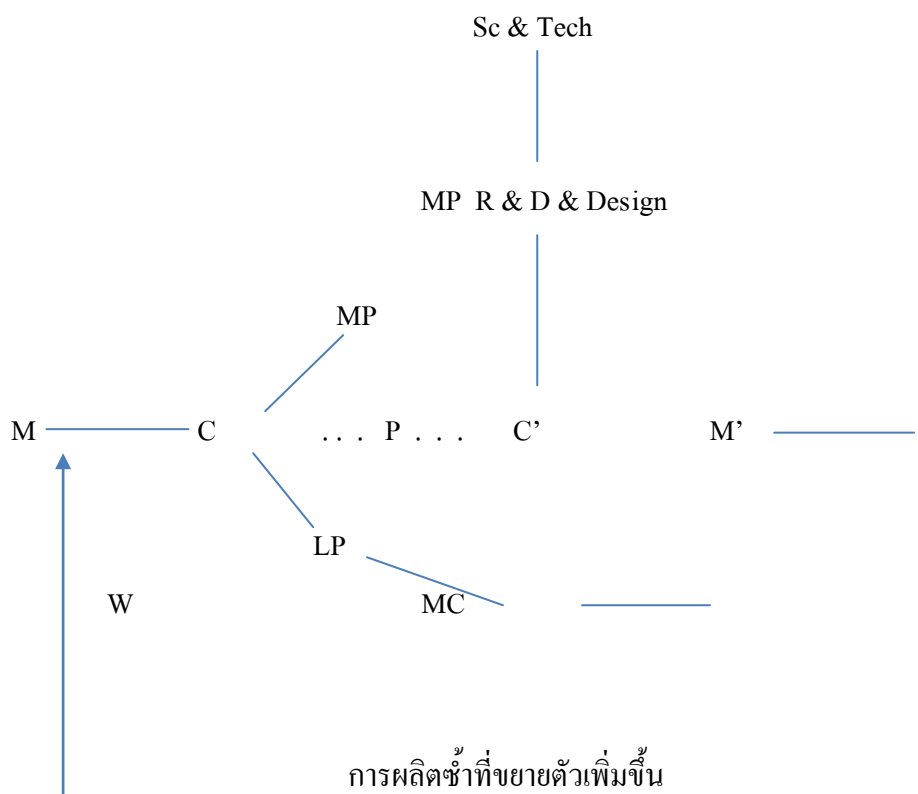 Sc & Tech
MP R & D & Design
MP
M C . . . P . . . C’ M’
LP
W MC
การผลิตซ้ำที่ขยายตัวเพิ่มขึ้น